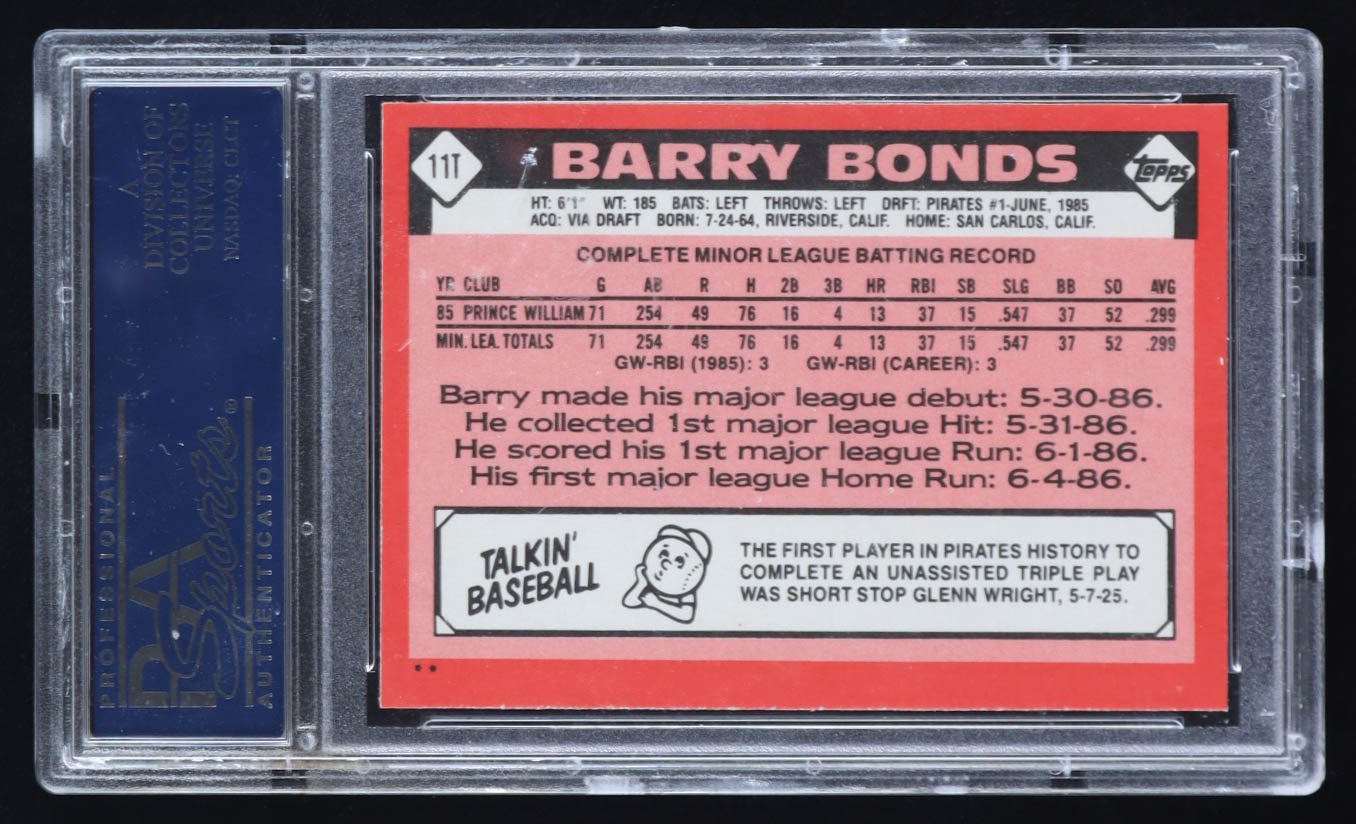 A
DIVISION OF
COLLECTORS
UNIVERSE
NASDAQ: CLCT
PROFESSIONAL
PSA
Sports®
AUTHENTICATOR
11T
BARRY BONDS
Topps
HT: 6'1" WT: 185 BATS: LEFT THROWS: LEFT DRFT: PIRATES #1-JUNE, 1985
ACQ: VIA DRAFT BORN: 7-24-64, RIVERSIDE, CALIF. HOME: SAN CARLOS, CALIF.
COMPLETE MINOR LEAGUE BATTING RECORD
YR CLUB G AB R H 2B 3B HR RBI SB SLG BB SO AVG
85 PRINCE WILLIAM 71 254 49 76 16 4 13 37 15 .547 37 52 .299
MIN. LEA. TOTALS 71 254 49 76 16 4 13 37 15 .547 37 52 .299
GW-RBI (1985): 3 GW-RBI (CAREER): 3
Barry made his major league debut: 5-30-86.
He collected 1st major league Hit: 5-31-86.
He scored his 1st major league Run: 6-1-86.
His first major league Home Run: 6-4-86.
TALKIN'
BASEBALL
THE FIRST PLAYER IN PIRATES HISTORY TO
COMPLETE AN UNASSISTED TRIPLE PLAY
WAS SHORT STOP GLENN WRIGHT, 5-7-25.